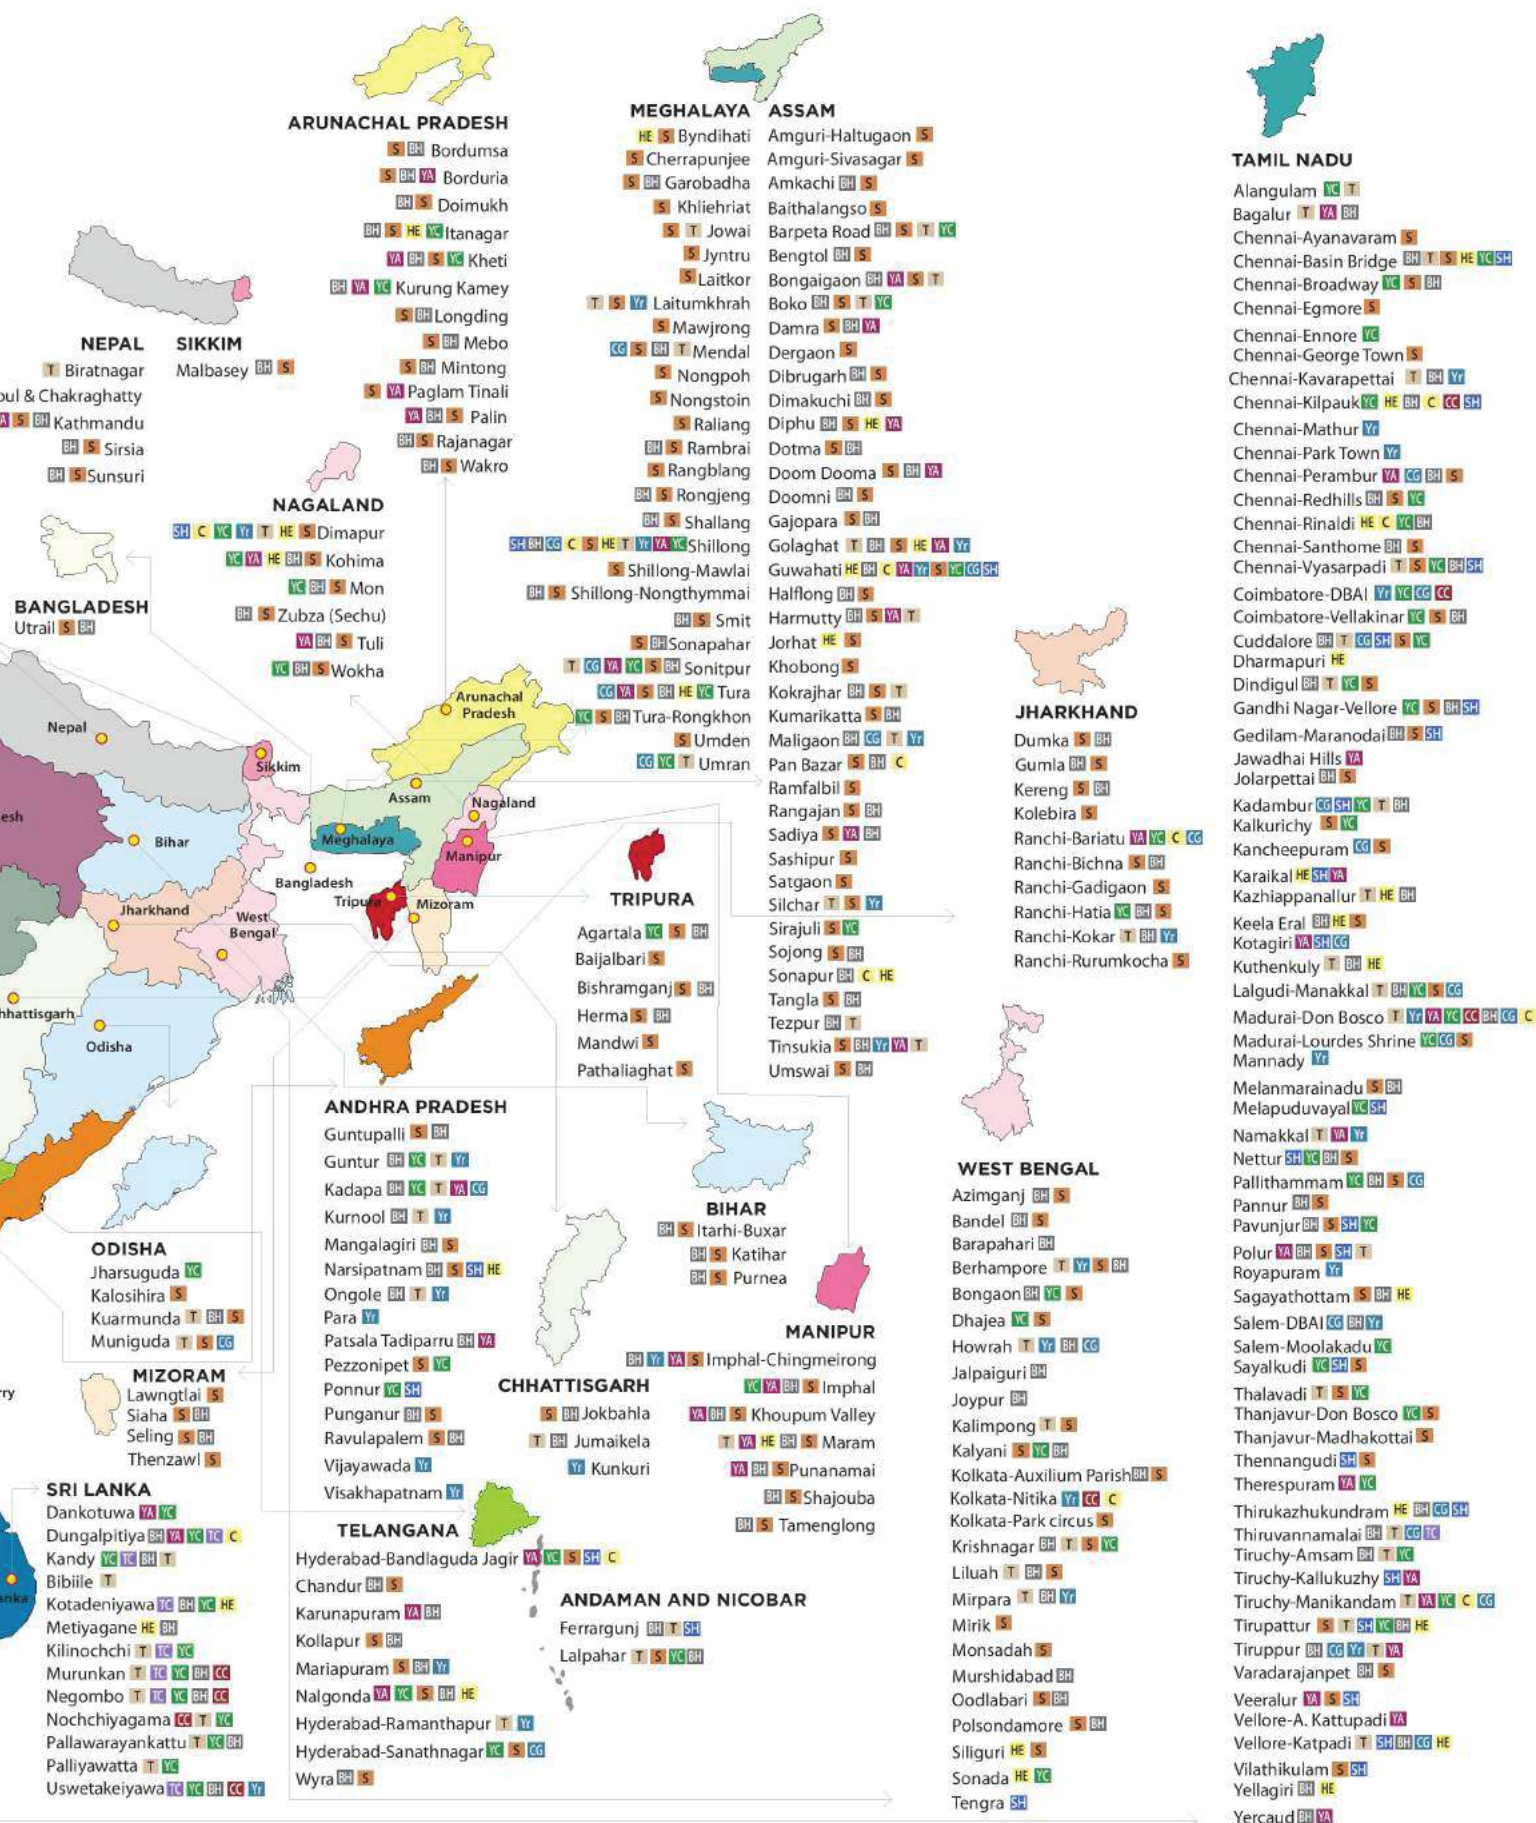 ARUNACHAL PRADESH
S BH Bordumsa
S BH YA Borduria
BH S Doimukh
BH S HE YC Itanagar
YA BH S YC Kheti
BH YA YC Kurung Kamey
S BH Longding
S BH Mebo
S BH Mintong
S YA Paglam Tinali
YA BH S Palin
BH S Rajanagar
BH S Wakro
NEPAL
T Biratnagar
oul & Chakraghatty
A S BH Kathmandu
BH S Sirsia
BH S Sunsuri
SIKKIM
Malbasey BH S
NAGALAND
SH C YC Yr T HE S Dimapur
YC YA HE BH S Kohima
YC BH S Mon
BH S Zubza (Sechu)
YA BH S Tuli
YC BH S Wokha
BANGLADESH
Utrail S BH
MEGHALAYA
HE S Byndihati
S Cherrapunjee
S BH Garobadha
S Khliehriat
S T Jowai
S Jyntru
S Laitkor
T S Yr Laitumkhrah
S Mawjrong
CG S BH T Mendal
S Nongpoh
S Nongstoin
S Raliang
BH S Rambrai
S Rangblang
BH S Rongjeng
BH S Shallang
SH BH CG C S HE T Yr YA YC Shillong
S Shillong-Mawlai
BH S Shillong-Nongthymmai
BH S Smit
S BH Sonapahar
T CG YA YC S BH Sonitpur
CG YA S BH HE YC Tura
YC S BH Tura-Rongkhon
S Umden
CG YC T Umran
ASSAM
Amguri-Haltugaon S
Amguri-Sivasagar S
Amkachi BH S
Baithalangso S
Barpeta Road BH S T YC
Bengtol BH S
Bongaigaon BH YA S T
Boko BH S T YC
Damra S BH YA
Dergaon S
Dibrugarh BH S
Dimakuchi BH S
Diphu BH S HE YA
Dotma S BH
Doom Dooma S BH YA
Doomni BH S
Gajopara S BH
Golaghat T BH S HE YA Yr
Guwahati HE BH C YA Yr S YC CG SH
Halflong BH S
Harmutty BH S YA T
Jorhat HE S
Khobong S
Kokrajhar BH S T
Kumarikatta S BH
Maligaon BH CG T Yr
Pan Bazar S BH C
Ramfalbil S
Rangajan S BH
Sadiya S YA BH
Sashipur S
Satgaon S
Silchar T S Yr
Sirajuli S YC
Sojong S BH
Sonapur BH C HE
Tangla S BH
Tezpur BH T
Tinsukia S BH Yr YA T
Umswai S BH
TAMIL NADU
Alangulam YC T
Bagalur T YA BH
Chennai-Ayanavaram S
Chennai-Basin Bridge BH T S HE YC SH
Chennai-Broadway YC S BH
Chennai-Egmore S
Chennai-Ennore YC
Chennai-George Town S
Chennai-Kavarapettai T BH Yr
Chennai-Kilpauk YC HE BH C CC SH
Chennai-Mathur Yr
Chennai-Park Town Yr
Chennai-Perambur YA CG BH S
Chennai-Redhills BH S YC
Chennai-Rinaldi HE C YC BH
Chennai-Santhome BH S
Chennai-Vyasarpadi T S YC BH SH
Coimbatore-DBAI Yr YC CG CC
Coimbatore-Vellakinar YC S BH
Cuddalore BH T CG SH S YC
Dharmapuri HE
Dindigul BH T YC S
Gandhi Nagar-Vellore YC S BH SH
Gedilam-Maranodai BH S SH
Jawadhai Hills YA
Jolarpettai BH S
Kadambur CG SH YC T BH
Kalkurichy S YC
Kancheepuram CG S
Karaikal HE SH YA
Kazhiappanallur T HE BH
Keela Eral BH HE S
Kotagiri YA SH CG
Kuthenkuly T BH HE
Lalgudi-Manakkal T BH YC S CG
Madurai-Don Bosco T Yr YA YC CC BH CG C
Madurai-Lourdes Shrine YC CG S
Mannady Yr
Melanmarainadu S BH
Melapuduvayal YC SH
Namakkal T YA Yr
Nettur SH YC BH S
Pallithammam YC BH S CG
Pannur BH S
Pavunjur BH S SH YC
Polur YA BH S SH T
Royapuram Yr
Sagayathottam S BH HE
Salem-DBAI CG BH Yr
Salem-Moolakadu YC
Sayalkudi YC SH S
Thalavadi T S YC
Thanjavur-Don Bosco YC S
Thanjavur-Madhakottai S
Thennangudi SH S
Therespuram YA YC
Thirukazhukundram HE BH CG SH
Thiruvannamalai BH T CG TC
Tiruchy-Amsam BH T YC
Tiruchy-Kallukuzhy SH YA
Tiruchy-Manikandam T YA YC C CG
Tirupattur S T SH YC BH HE
Tiruppur BH CG Yr T YA
Varadarajanpet BH S
Veeralur YA S SH
Vellore-A. Kattupadi YA
Vellore-Katpadi T SH BH CG HE
Vilathikulam S SH
Yellagiri BH HE
Yercaud BH YA
JHARKHAND
Dumka S BH
Gumla BH S
Kereng S BH
Kolebira S
Ranchi-Bariatu YA YC C CG
Ranchi-Bichna S BH
Ranchi-Gadigaon S
Ranchi-Hatia YC BH S
Ranchi-Kokar T BH Yr
Ranchi-Rurumkocha S
Nepal
Sikkim
Arunachal
Pradesh
Assam
Nagaland
Meghalaya
Manipur
Bihar
Bangladesh
Tripura
Mizoram
Jharkhand
West
Bengal
esh
hhattisgarh
Odisha
TRIPURA
Agartala YC S BH
Baijalbari S
Bishramganj S BH
Herma S BH
Mandwi S
Pathaliaghat S
ANDHRA PRADESH
Guntupalli S BH
Guntur BH YC T Yr
Kadapa BH YC T YA CG
Kurnool BH T Yr
Mangalagiri BH S
Narsipatnam BH S SH HE
Ongole BH T Yr
Para Yr
Patsala Tadiparru BH YA
Pezzonipet S YC
Ponnur YC SH
Punganur BH S
Ravulapalem S BH
Vijayawada Yr
Visakhapatnam Yr
BIHAR
BH S Itarhi-Buxar
BH S Katihar
BH S Purnea
WEST BENGAL
Azimganj BH S
Bandel BH S
Barapahari BH
Berhampore T Yr S BH
Bongaon BH YC S
Dhajea YC S
Howrah T Yr BH CG
Jalpaiguri BH
Joypur BH
Kalimpong T S
Kalyani S YC BH
Kolkata-Auxilium Parish BH S
Kolkata-Nitika Yr CC C
Kolkata-Park circus S
Krishnagar BH T S YC
Liluah T BH S
Mirpara T BH Yr
Mirik S
Monsadah S
Murshidabad BH
Oodlabari S BH
Polsondamore S BH
Siliguri HE S
Sonada HE YC
Tengra SH
ODISHA
Jharsuguda YC
Kalosihira S
Kuarmunda T BH S
Muniguda T S CG
MANIPUR
BH Yr YA S Imphal-Chingmeirong
YC YA BH S Imphal
YA BH S Khoupum Valley
T YA HE BH S Maram
YA BH S Punanamai
BH S Shajouba
BH S Tamenglong
MIZORAM
Lawngtlai S
Siaha S BH
Seling S BH
Thenzawl S
rry
CHHATTISGARH
S BH Jokbahla
T BH Jumaikela
Yr Kunkuri
SRI LANKA
Dankotuwa YA YC
Dungalpitiya BH YA YC TC C
Kandy YC TC BH T
Bibiile T
Kotadeniyawa TC BH YC HE
Metiyagane HE BH
Kilinochchi T TC YC
Murunkan T TC YC BH CC
Negombo T TC YC BH CC
Nochchiyagama CC T YC
Pallawarayankattu T YC BH
Palliyawatta T YC
Uswetakeiyawa TC YC BH CC Yr
anka
TELANGANA
Hyderabad-Bandlaguda Jagir YA YC S SH C
Chandur BH S
Karunapuram YA BH
Kollapur S BH
Mariapuram S BH Yr
Nalgonda YA YC S BH HE
Hyderabad-Ramanthapur T Yr
Hyderabad-Sanathnagar YC S CG
Wyra BH S
ANDAMAN AND NICOBAR
Ferrargunj BH T SH
Lalpahar T S YC BH